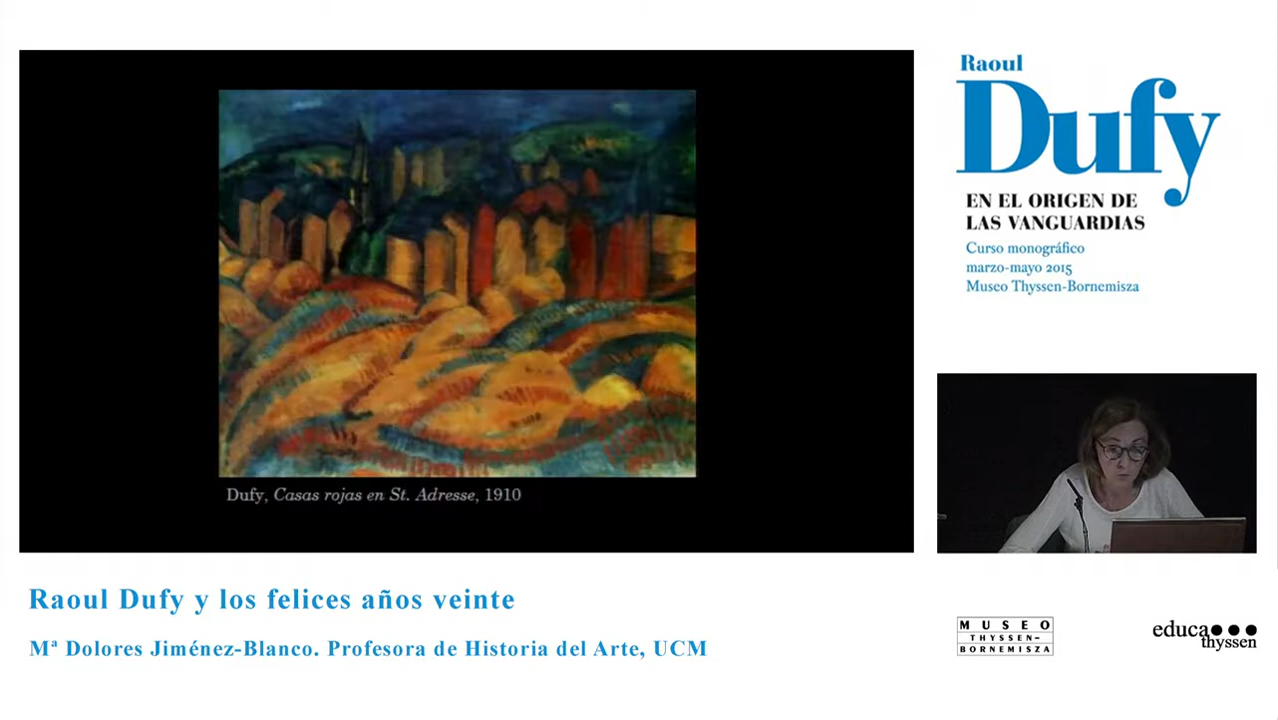 Raoul
Dufy
EN EL ORIGEN DE
LAS VANGUARDIAS
Curso monográfico
marzo-mayo 2015
Museo Thyssen-Bornemisza
Dufy, Casas rojas en St. Adresse, 1910
Raoul Dufy y los felices años veinte
Mª Dolores Jiménez-Blanco. Profesora de Historia del Arte, UCM
MUSEO
THYSSEN-
BORNEMISZA
educa
thyssen